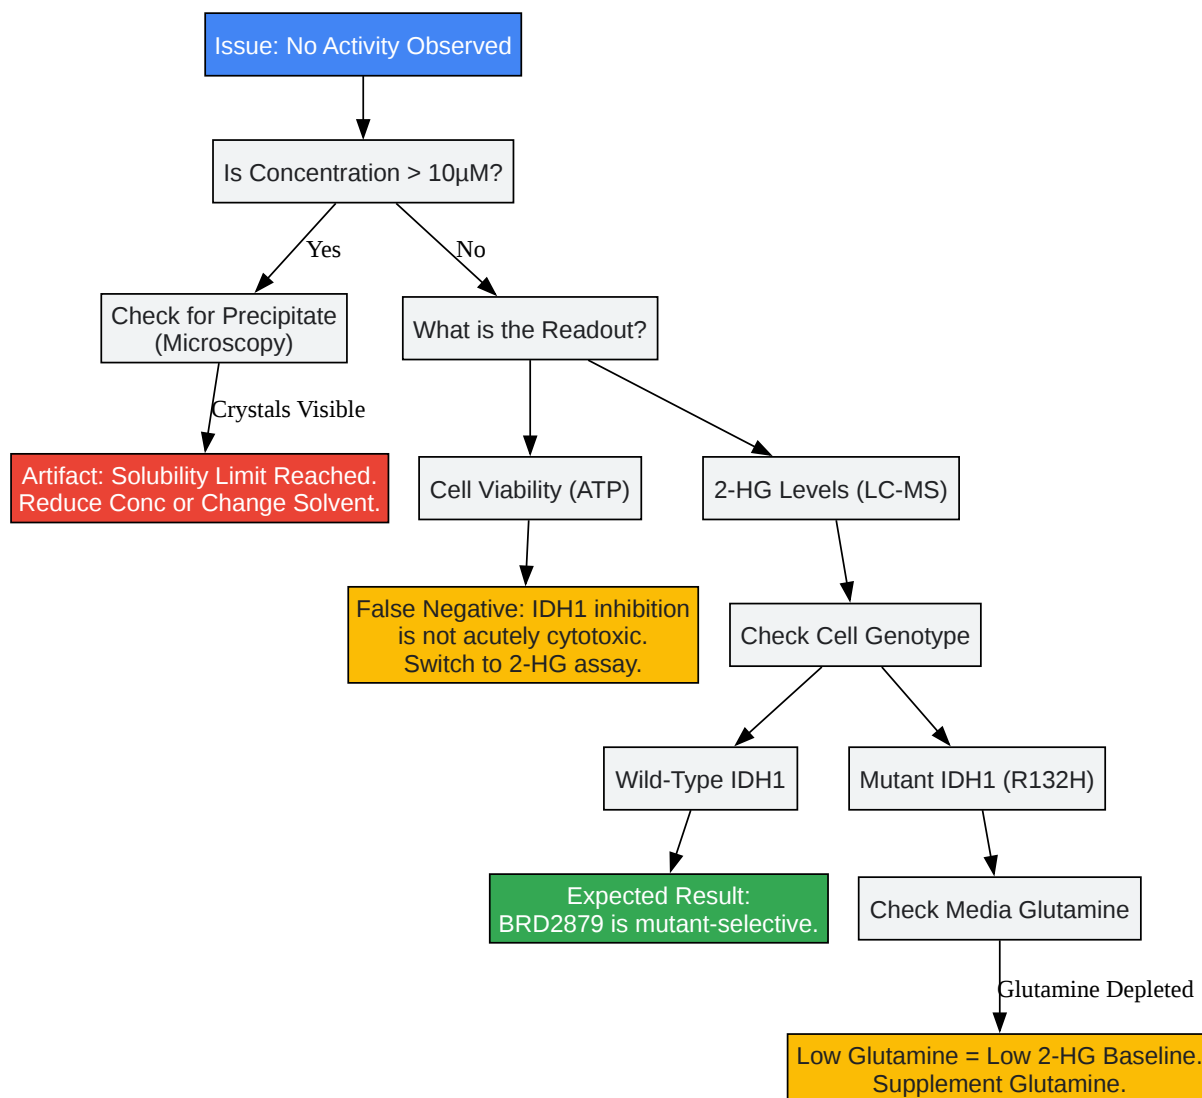 Issue: No Activity Observed
Is Concentration > 10µM?
Yes
No
Check for Precipitate
(Microscopy)
What is the Readout?
Crystals Visible
Artifact: Solubility Limit Reached.
Reduce Conc or Change Solvent.
Cell Viability (ATP)
2-HG Levels (LC-MS)
False Negative: IDH1 inhibition
is not acutely cytotoxic.
Switch to 2-HG assay.
Check Cell Genotype
Wild-Type IDH1
Mutant IDH1 (R132H)
Expected Result:
BRD2879 is mutant-selective.
Check Media Glutamine
Glutamine Depleted
Low Glutamine = Low 2-HG Baseline.
Supplement Glutamine.